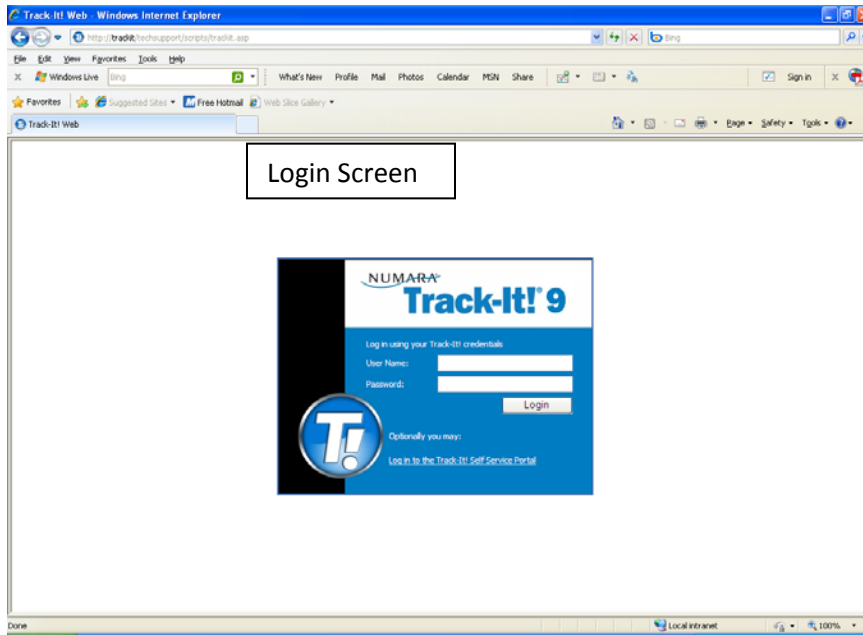 Track-It! Web - Windows Internet Explorer
http://trackit/techsupport/scripts/trackit.asp
Bing
File Edit View Favorites Tools Help
X Windows Live Bing What's New Profile Mail Photos Calendar MSN Share Sign in X
Favorites Suggested Sites Free Hotmail Web Slice Gallery
Track-It! Web Page Safety Tools
Login Screen
NUMARA
Track-It!® 9
Log in using your Track-It! credentials
User Name:
Password:
Login
T!
Optionally you may:
Log in to the Track-It! Self Service Portal
Done Local intranet 100%